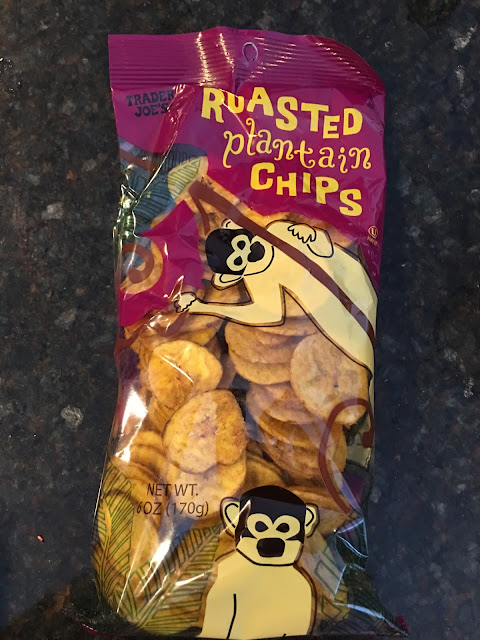 TRADER
JOE'S
ROASTED
plantain
CHIPS
U
NET WT.
6OZ (170g)